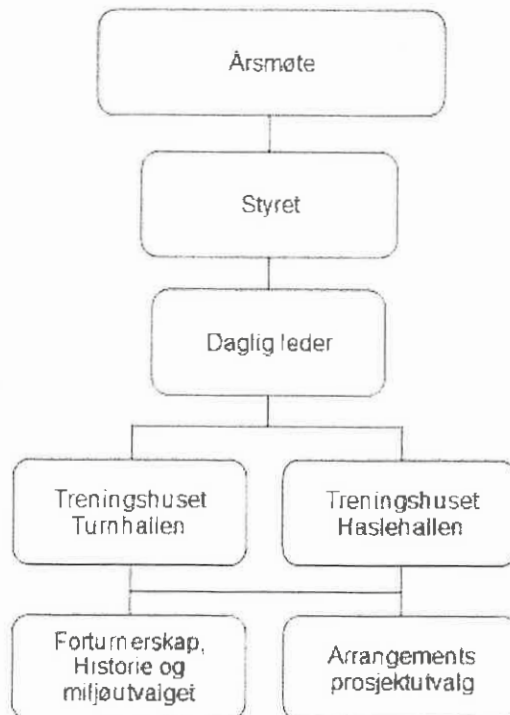 Årsmøte
Styret
Daglig leder
Treningshuset
Turnhallen
Treningshuset
Haslehallen
Forturnerskap,
Historie og
miljøutvalget
Arrangements
prosjektutvalg